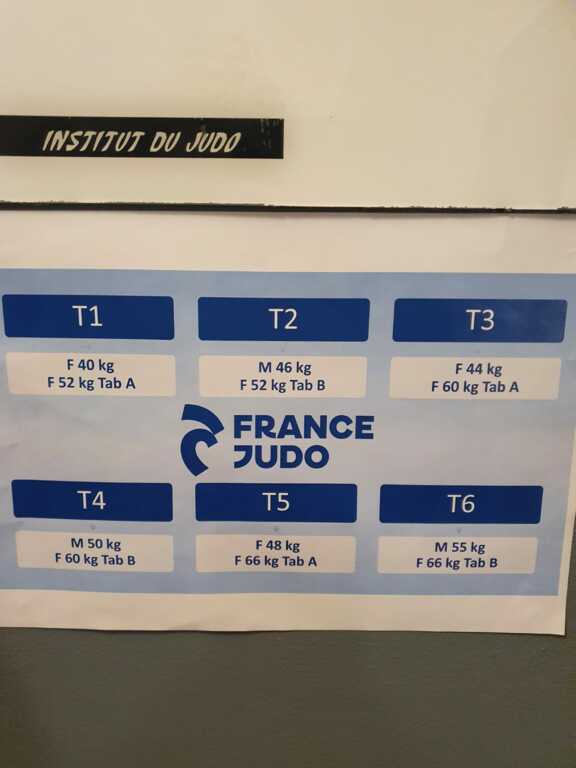 INSTITUT DU JUDO
T1
F 40 kg
F 52 kg Tab A
T2
M 46 kg
F 52 kg Tab B
T3
F 44 kg
F 60 kg Tab A
FRANCE
JUDO
T4
M 50 kg
F 60 kg Tab B
T5
F 48 kg
F 66 kg Tab A
T6
M 55 kg
F 66 kg Tab B